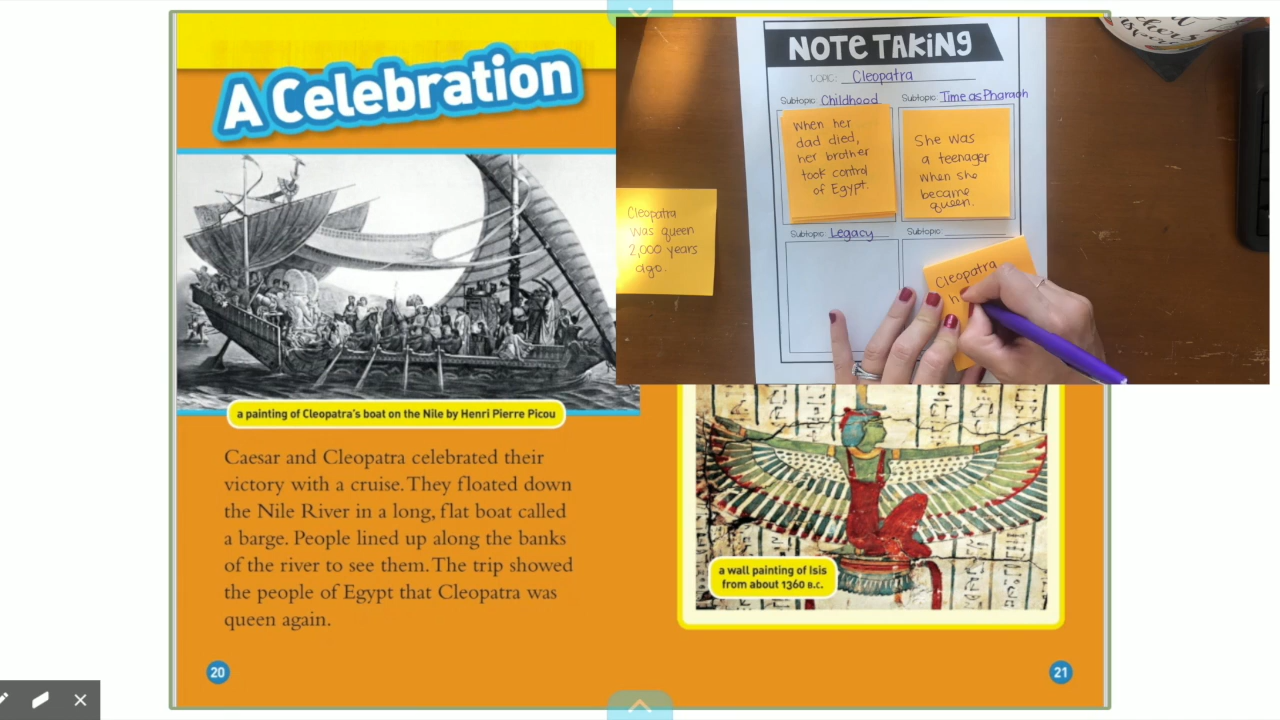 A Celebration
a painting of Cleopatra's boat on the Nile by Henri Pierre Picou
Caesar and Cleopatra celebrated their
victory with a cruise. They floated down
the Nile River in a long, flat boat called
a barge. People lined up along the banks
of the river to see them. The trip showed
the people of Egypt that Cleopatra was
queen again.
20
NOTE TAKING
TOPIC: Cleopatra
Subtopic: Childhood
When her
dad died,
her brother
took control
of Egypt.
Subtopic: Time as Pharaoh
She was
a teenager
when she
became
queen.
Cleopatra
was queen
2,000 years
ago.
Subtopic: Legacy
Subtopic:
Cleopatra
a wall painting of Isis
from about 1360 B.C.
21